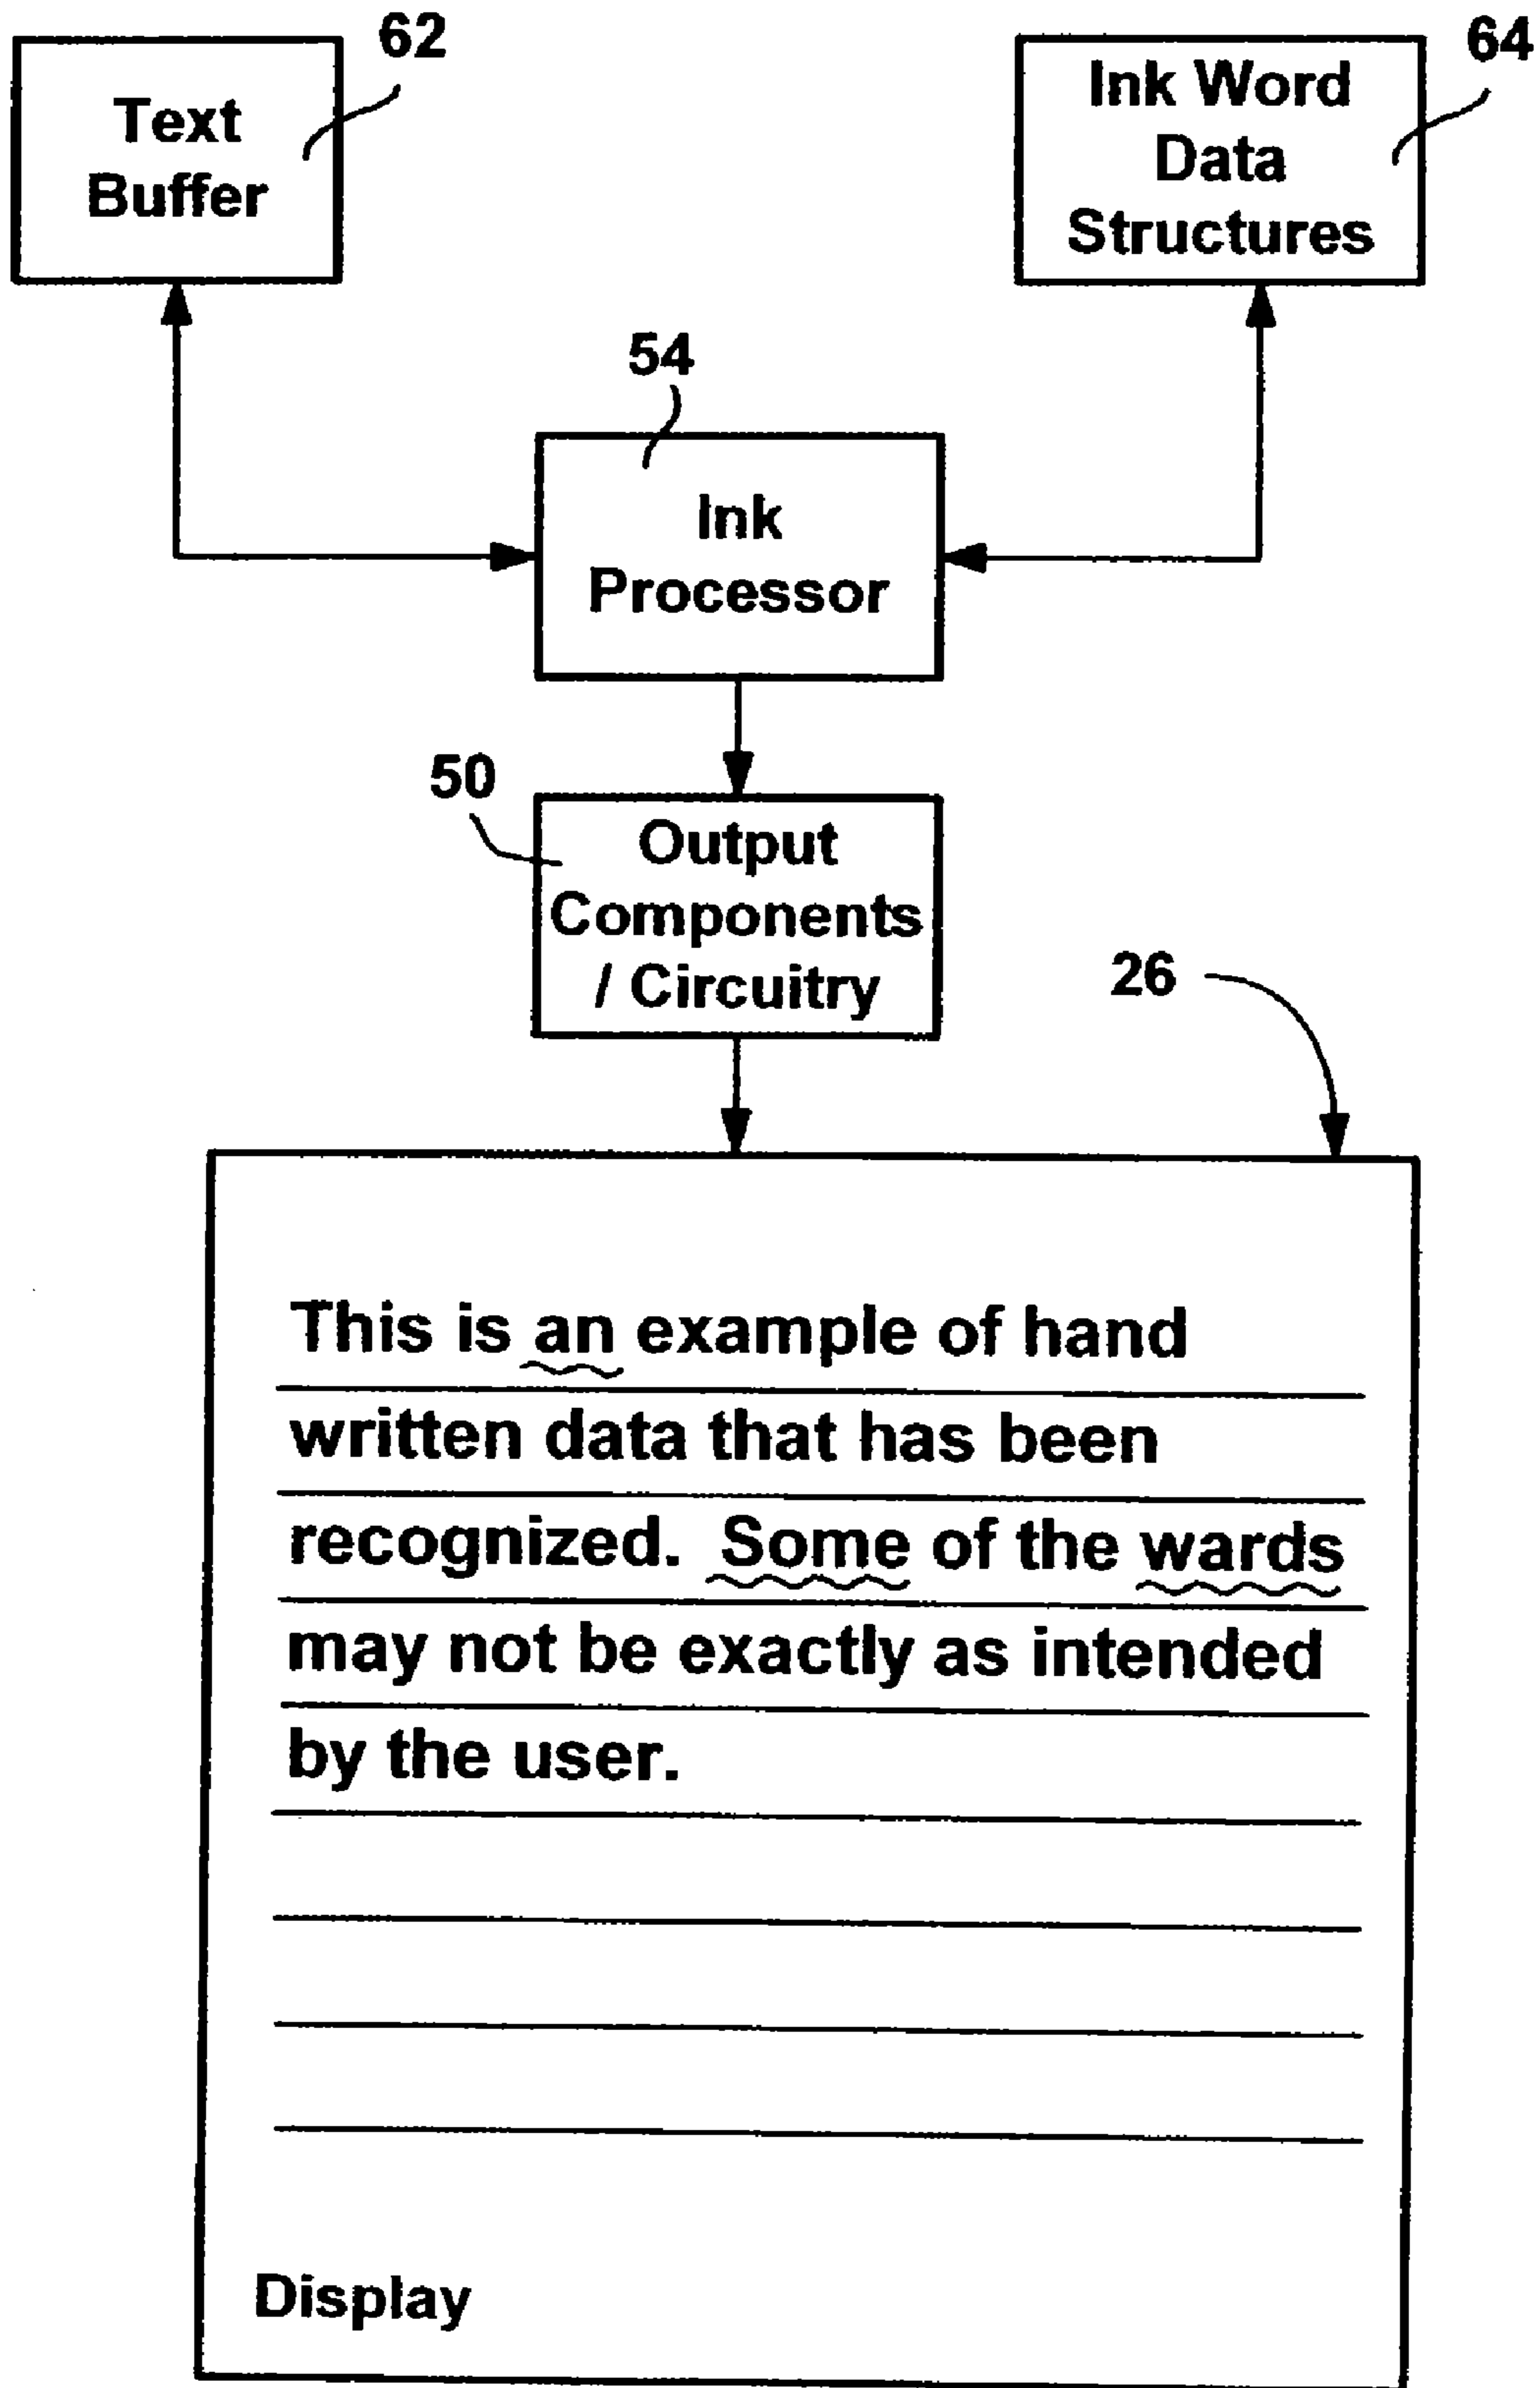 62
64
Text
Buffer
Ink Word
Data
Structures
54
Ink
Processor
50
Output
Components
/ Circuitry
26
This is an example of hand
written data that has been
recognized. Some of the wards
may not be exactly as intended
by the user.
Display